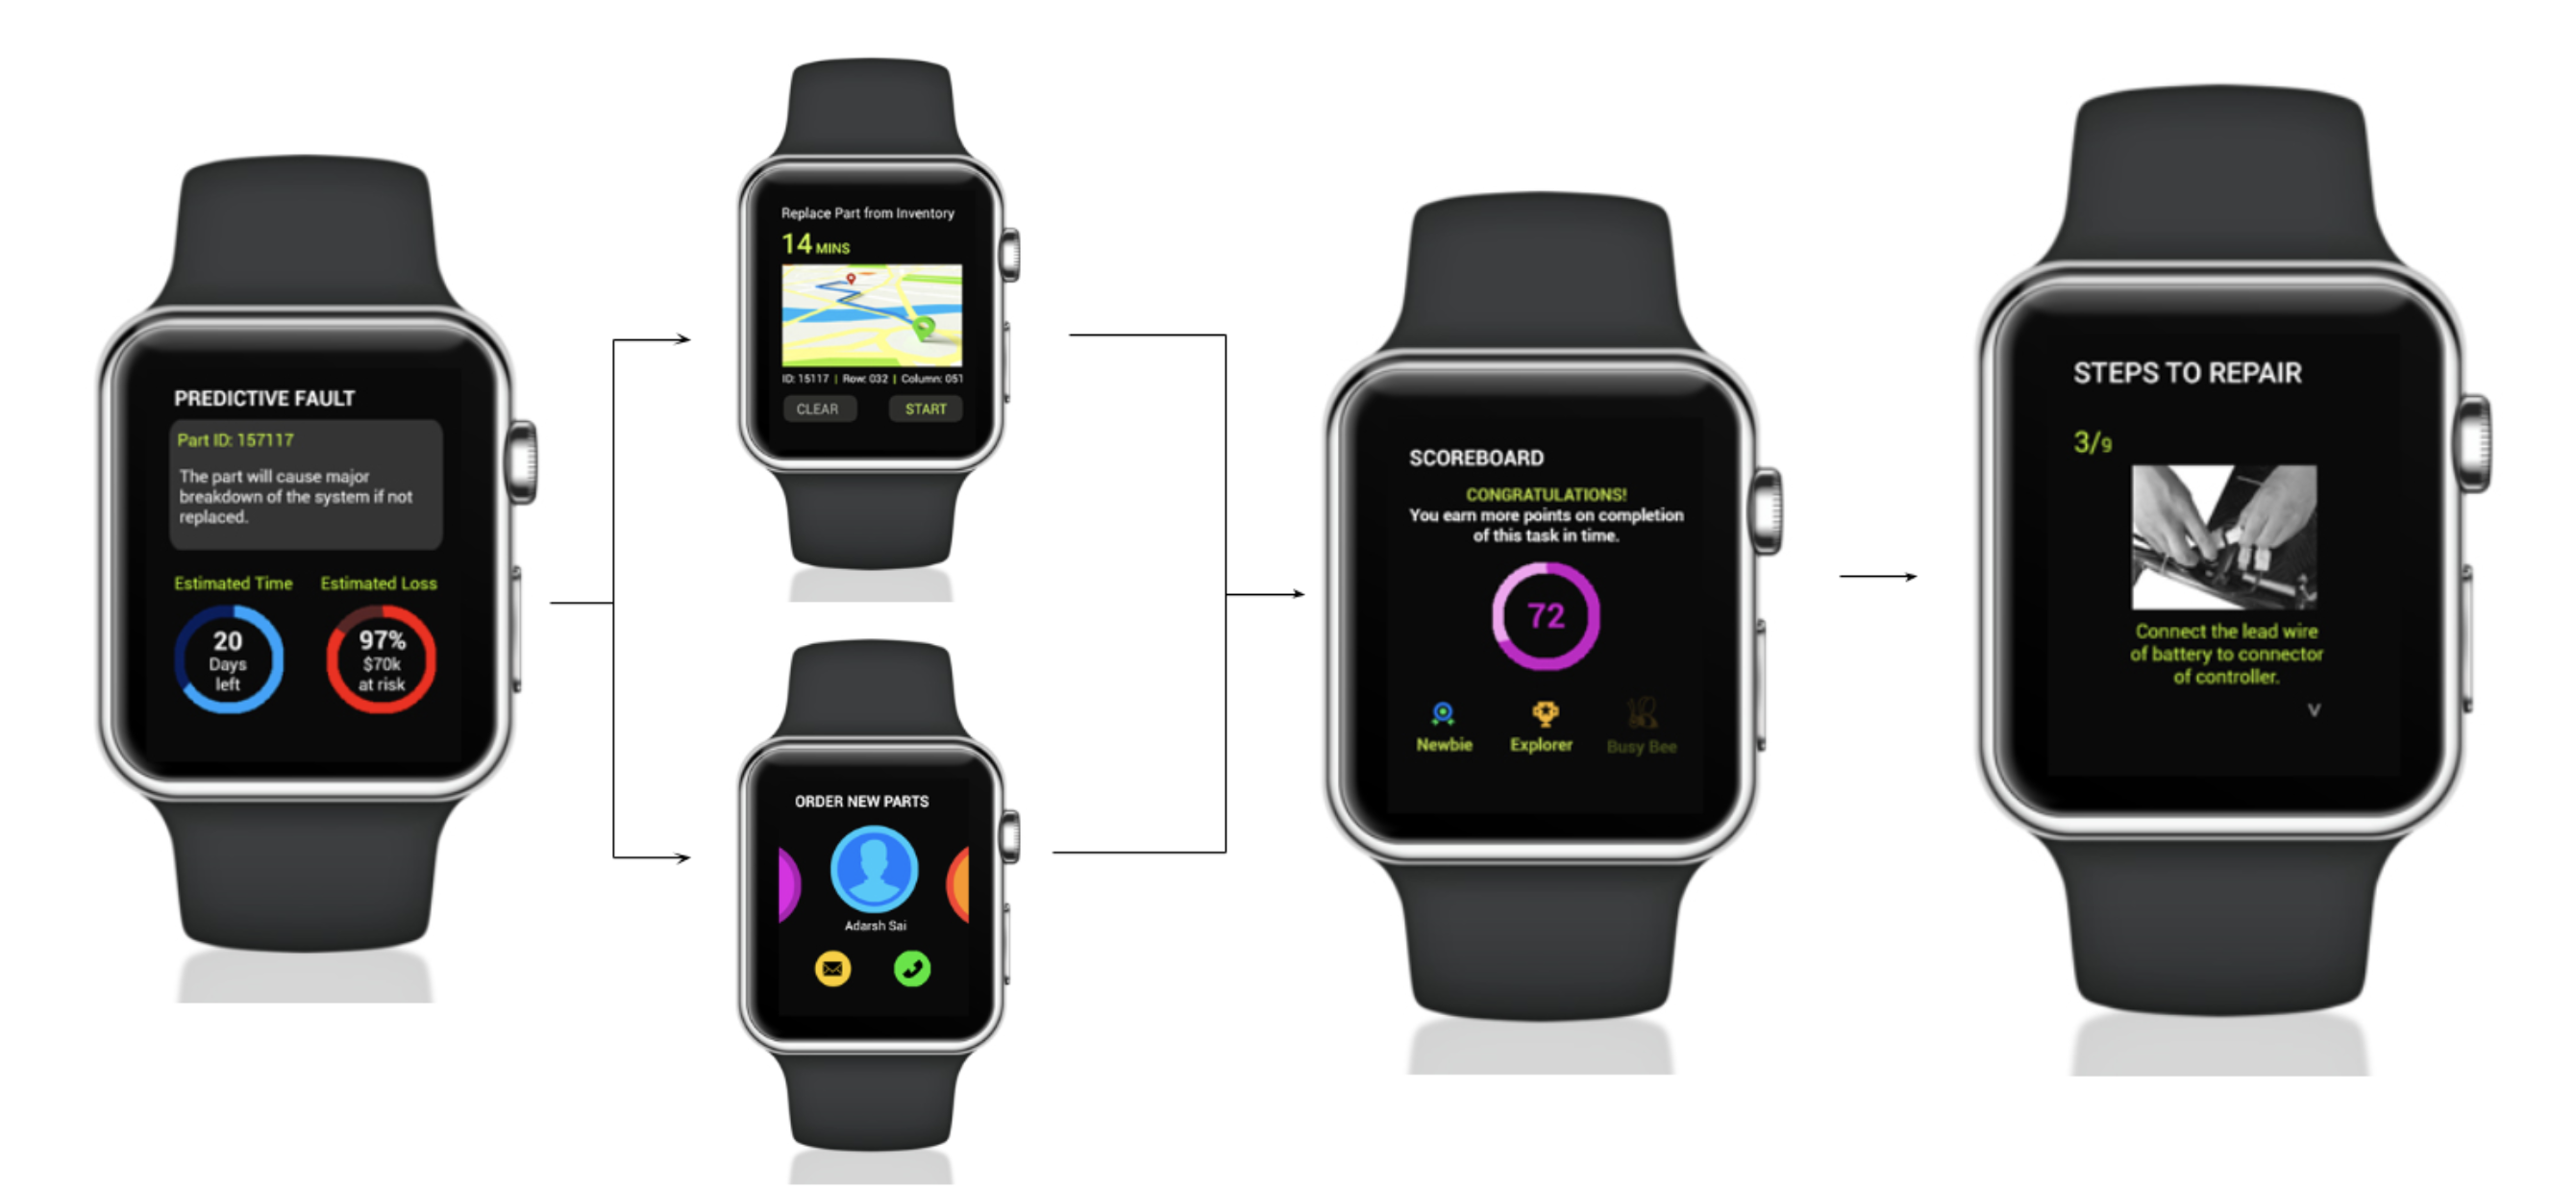 PREDICTIVE FAULT
Part ID: 157117
The part will cause major
breakdown of the system if not
replaced.
Estimated Time
Estimated Loss
20
Days
left
97%
$70k
at risk
Replace Part from Inventory
14 MINS
ID: 15117 | Row: 032 | Column: 051
CLEAR
START
ORDER NEW PARTS
Adarsh Sai
SCOREBOARD
CONGRATULATIONS!
You earn more points on completion
of this task in time.
72
Newbie
Explorer
Busy Bee
STEPS TO REPAIR
3/9
Connect the lead wire
of battery to connector
of controller.